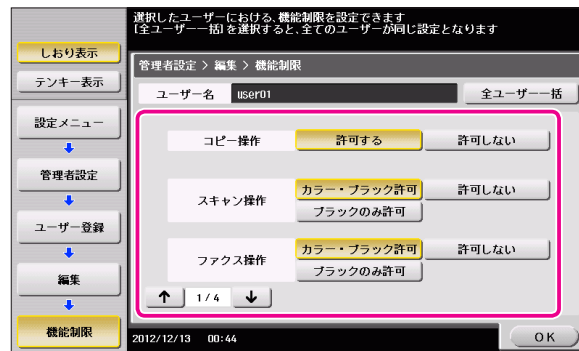 選択したユーザーにおける､機能制限を設定できます
[全ユーザー一括]を選択すると､全てのユーザーが同じ設定となります
しおり表示
テンキー表示
設定メニュー
管理者設定
ユーザー登録
編集
機能制限
管理者設定 > 編集 > 機能制限
ユーザー名 user01 全ユーザー一括
コピー操作 許可する 許可しない
スキャン操作 カラー・ブラック許可 許可しない
ブラックのみ許可
ファクス操作 カラー・ブラック許可 許可しない
ブラックのみ許可
↑ 1/4 ↓
2012/12/13 00:44 OK